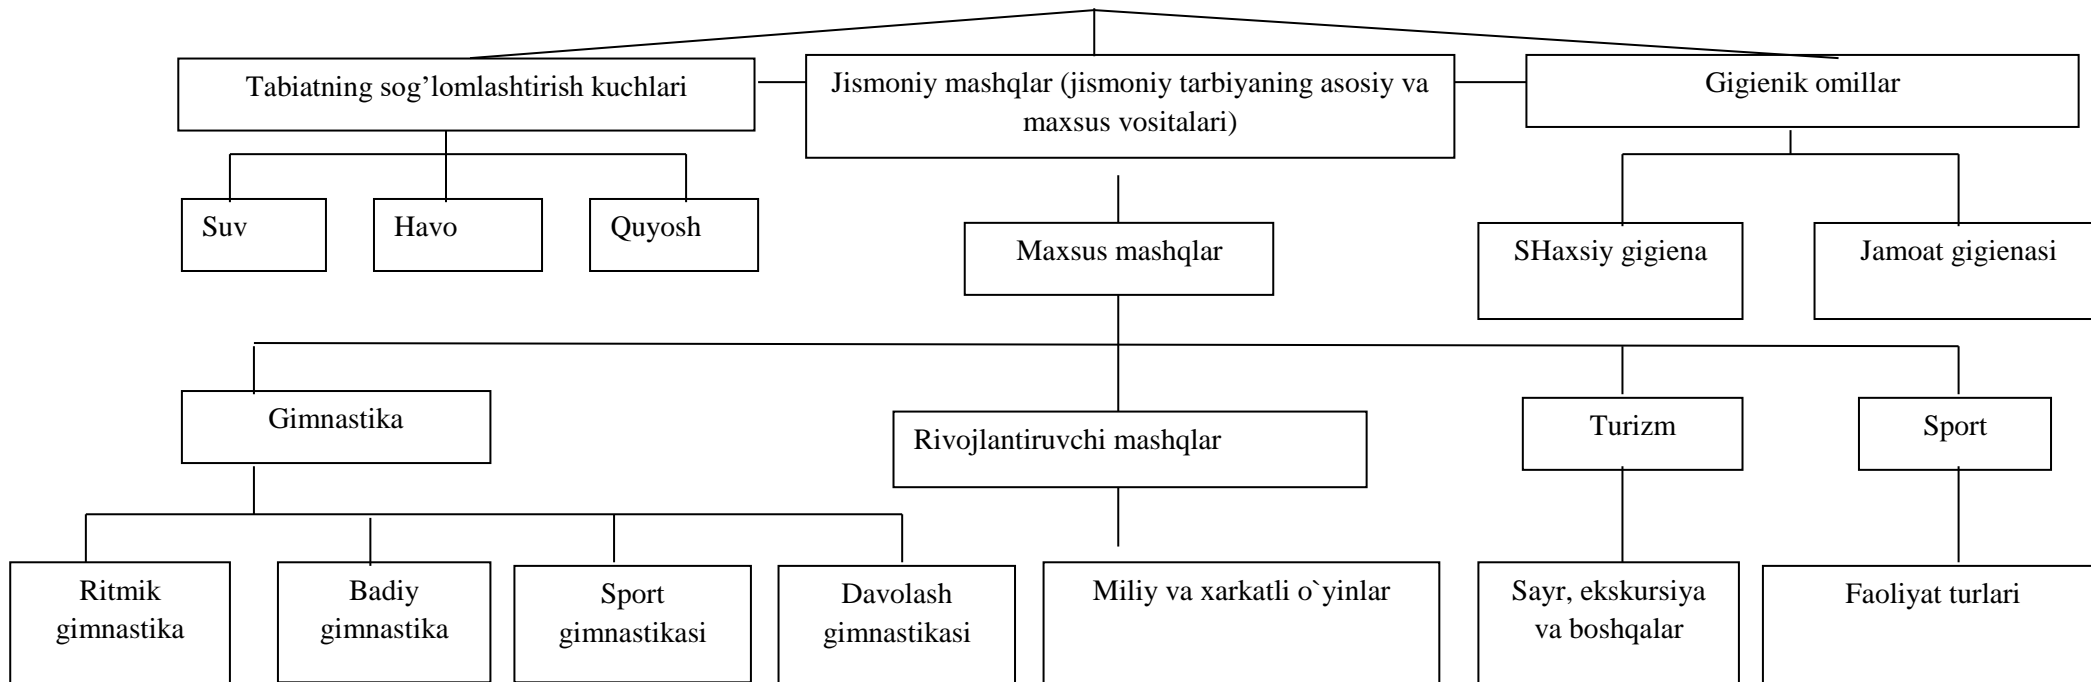 Tabiatning sog’lomlashtirish kuchlari
Jismoniy mashqlar (jismoniy tarbiyaning asosiy va
maxsus vositalari)
Gigienik omillar
Suv
Havo
Quyosh
Maxsus mashqlar
SHaxsiy gigiena
Jamoat gigienasi
Gimnastika
Rivojlantiruvchi mashqlar
Turizm
Sport
Ritmik
gimnastika
Badiy
gimnastika
Sport
gimnastikasi
Davolash
gimnastikasi
Miliy va xarkatli o`yinlar
Sayr, ekskursiya
va boshqalar
Faoliyat turlari